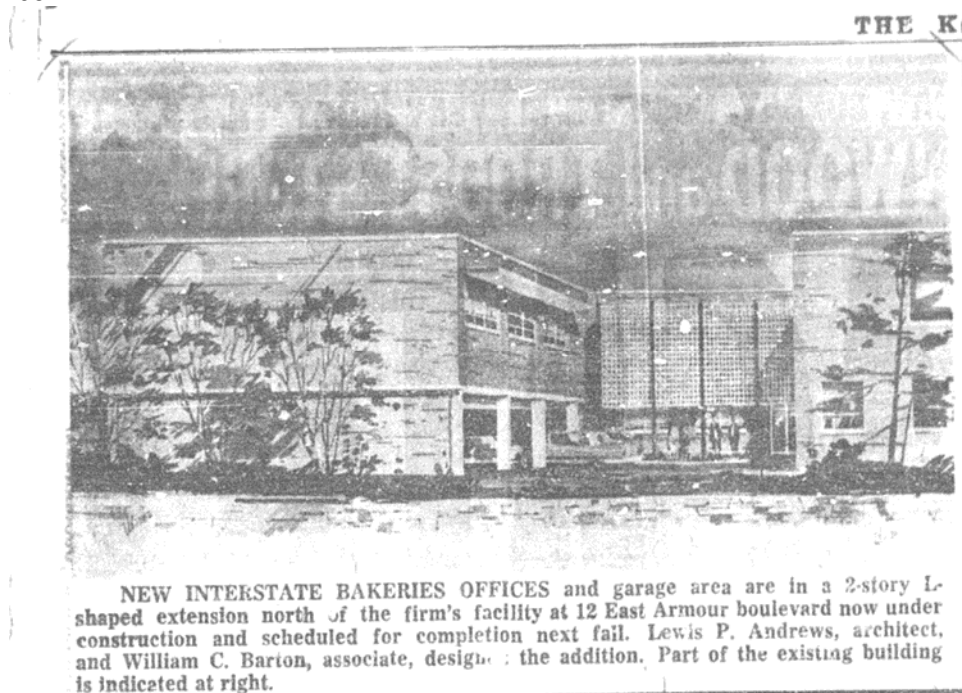 THE
NEW INTERSTATE BAKERIES OFFICES and garage area are in a 2-story L-
shaped extension north of the firm's facility at 12 East Armour boulevard now under
construction and scheduled for completion next fall. Lewis P. Andrews, architect,
and William C. Barton, associate, the addition. Part of the existing building
is indicated at right.